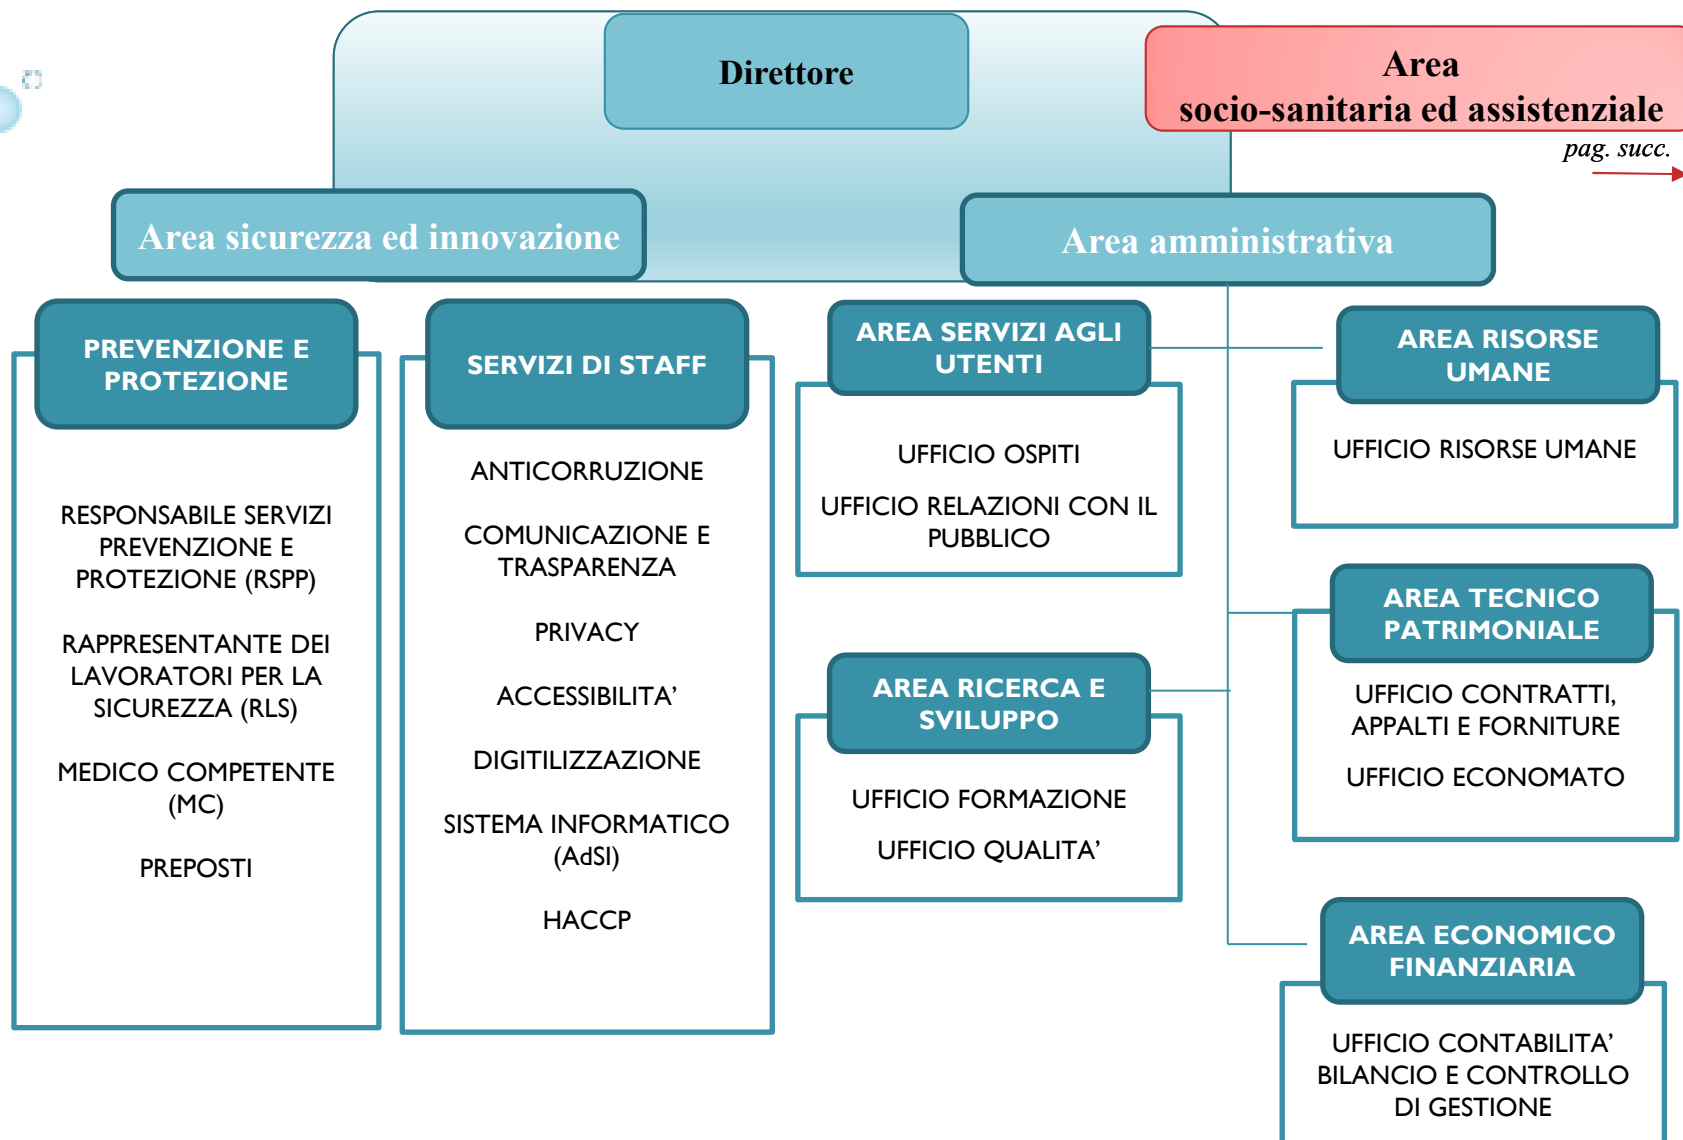 Direttore
Area
socio-sanitaria ed assistenziale
pag. succ.
Area sicurezza ed innovazione
Area amministrativa
PREVENZIONE E
PROTEZIONE
RESPONSABILE SERVIZI
PREVENZIONE E
PROTEZIONE (RSPP)
RAPPRESENTANTE DEI
LAVORATORI PER LA
SICUREZZA (RLS)
MEDICO COMPETENTE
(MC)
PREPOSTI
SERVIZI DI STAFF
ANTICORRUZIONE
COMUNICAZIONE E
TRASPARENZA
PRIVACY
ACCESSIBILITA’
DIGITILIZZAZIONE
SISTEMA INFORMATICO
(AdSI)
HACCP
AREA SERVIZI AGLI
UTENTI
UFFICIO OSPITI
UFFICIO RELAZIONI CON IL
PUBBLICO
AREA RICERCA E
SVILUPPO
UFFICIO FORMAZIONE
UFFICIO QUALITA’
AREA RISORSE
UMANE
UFFICIO RISORSE UMANE
AREA TECNICO
PATRIMONIALE
UFFICIO CONTRATTI,
APPALTI E FORNITURE
UFFICIO ECONOMATO
AREA ECONOMICO
FINANZIARIA
UFFICIO CONTABILITA’
BILANCIO E CONTROLLO
DI GESTIONE